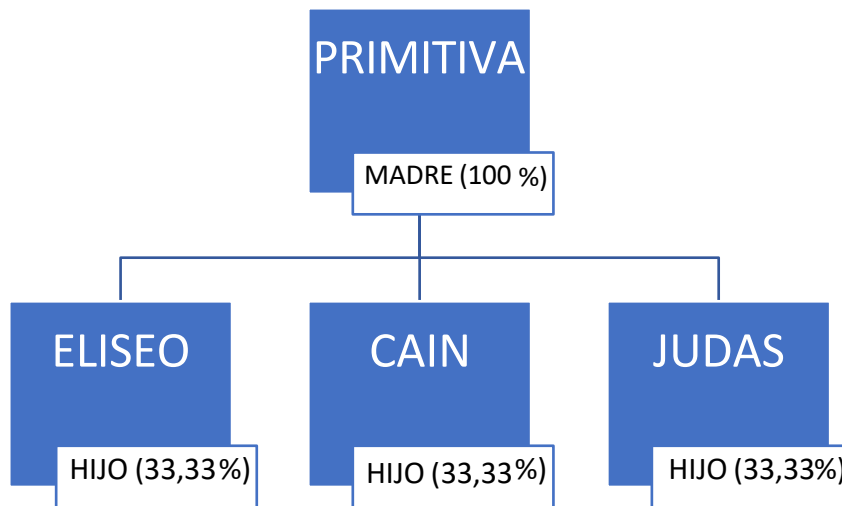 PRIMITIVA
MADRE (100 %)
ELISEO
HIJO (33,33%)
CAIN
HIJO (33,33%)
JUDAS
HIJO (33,33%)